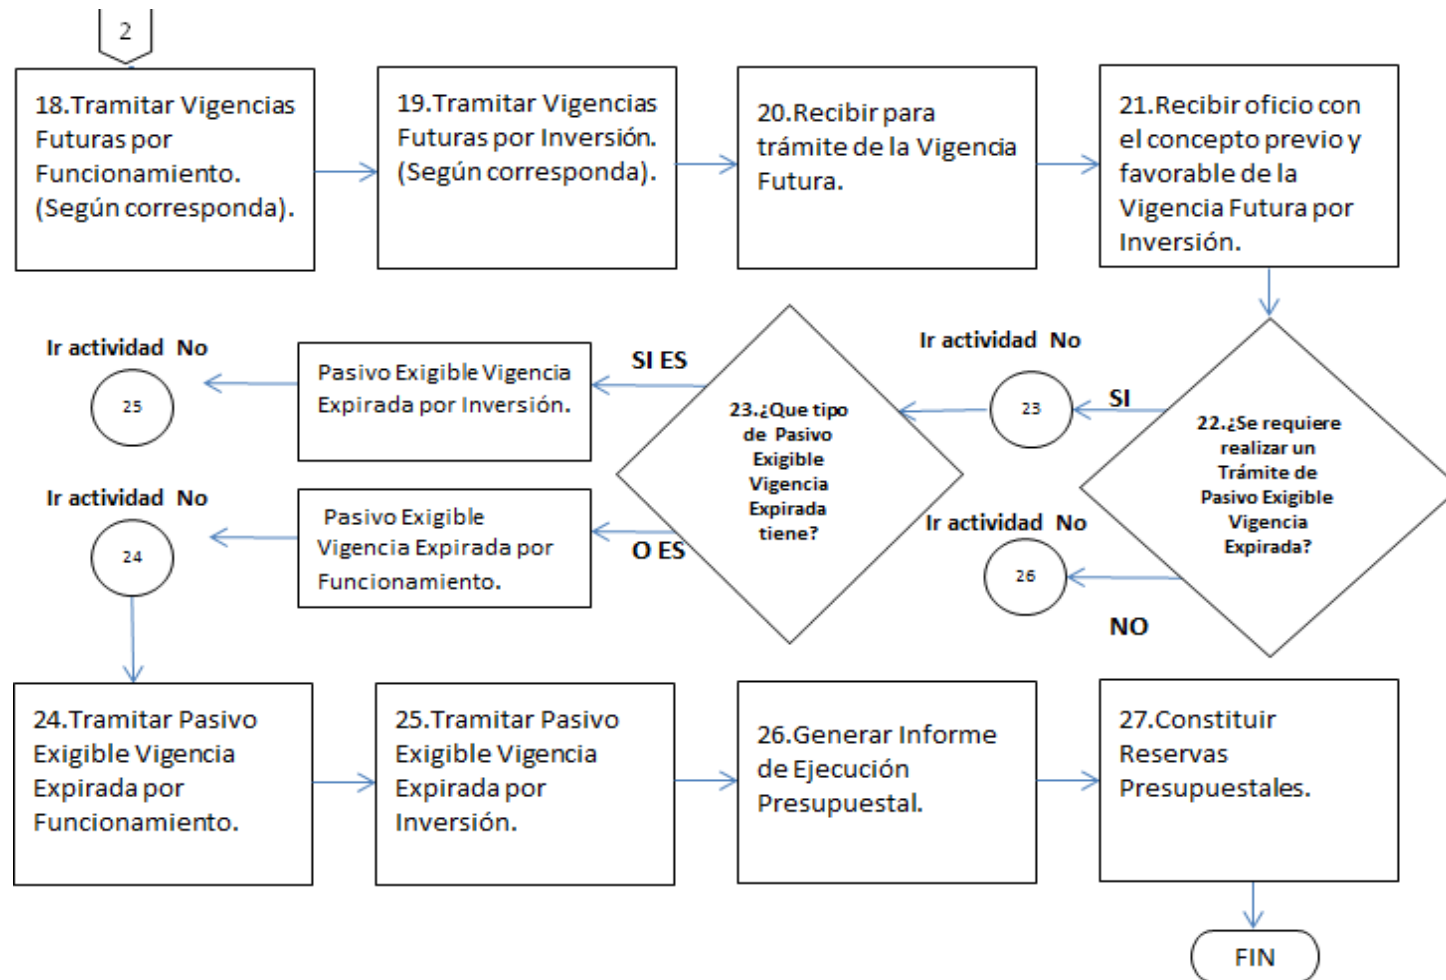 2
18.Tramitar Vigencias
Futuras por
Funcionamiento.
(Según corresponda).
19.Tramitar Vigencias
Futuras por Inversión.
(Según corresponda).
20.Recibir para
trámite de la Vigencia
Futura.
21.Recibir oficio con
el concepto previo y
favorable de la
Vigencia Futura por
Inversión.
22.¿Se requiere
realizar un
Trámite de
Pasivo Exigible
Vigencia
Expirada?
SI
Ir actividad No
23
NO
Ir actividad No
26
23.¿Que tipo
de Pasivo
Exigible
Vigencia
Expirada
tiene?
SI ES
Pasivo Exigible Vigencia
Expirada por Inversión.
Ir actividad No
25
O ES
Pasivo Exigible
Vigencia Expirada por
Funcionamiento.
Ir actividad No
24
24.Tramitar Pasivo
Exigible Vigencia
Expirada por
Funcionamiento.
25.Tramitar Pasivo
Exigible Vigencia
Expirada por
Inversión.
26.Generar Informe
de Ejecución
Presupuestal.
27.Constituir
Reservas
Presupuestales.
FIN